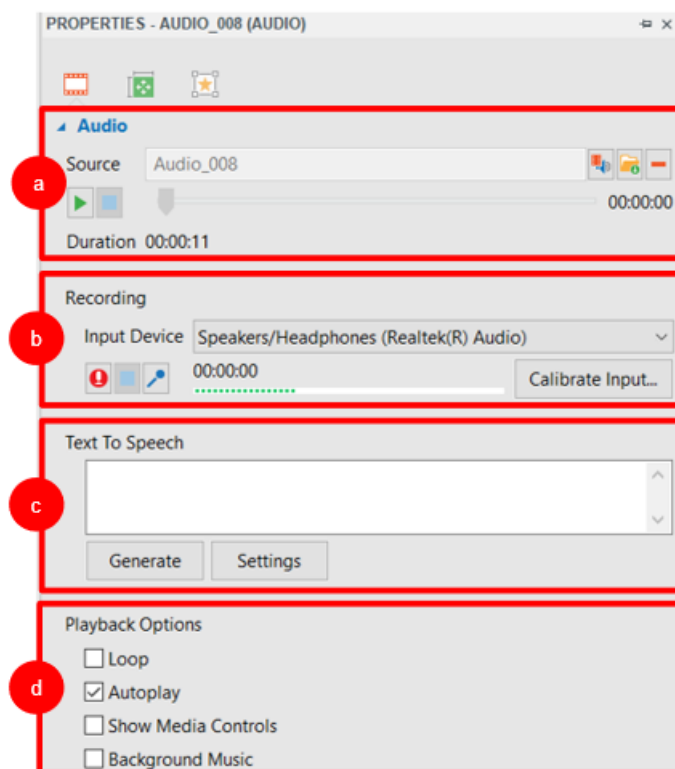 PROPERTIES - AUDIO_008 (AUDIO)
Audio
a
Source Audio_008
00:00:00
Duration 00:00:11
Recording
b
Input Device Speakers/Headphones (Realtek(R) Audio)
00:00:00
Calibrate Input...
Text To Speech
c
Generate Settings
Playback Options
Loop
d
Autoplay
Show Media Controls
Background Music